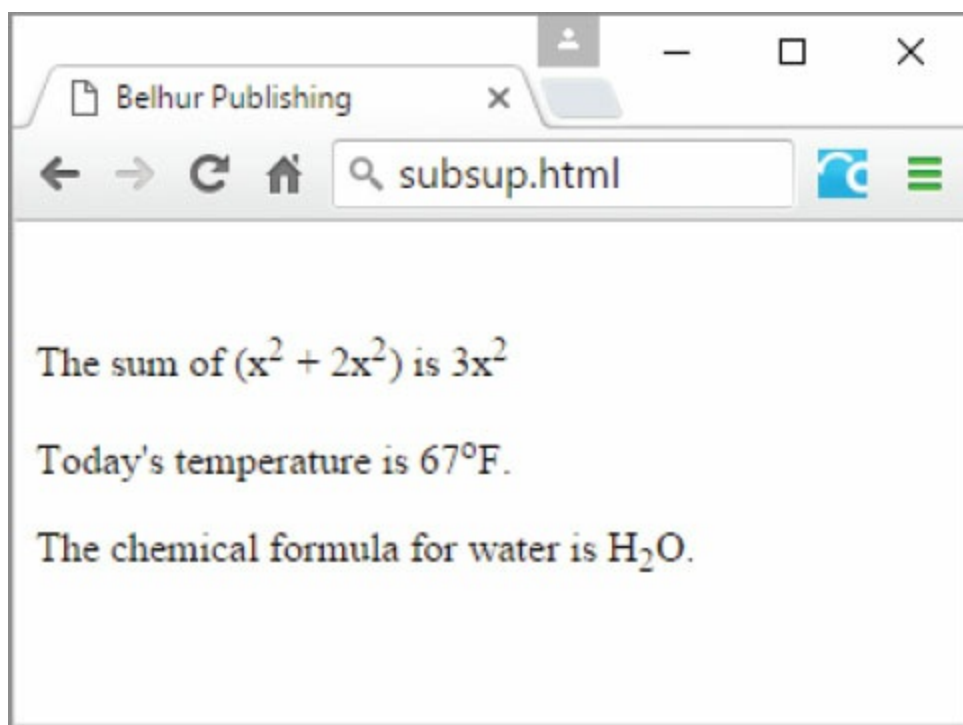 Belhur Publishing
subsup.html
The sum of (x² + 2x²) is 3x²
Today's temperature is 67ºF.
The chemical formula for water is H₂O.